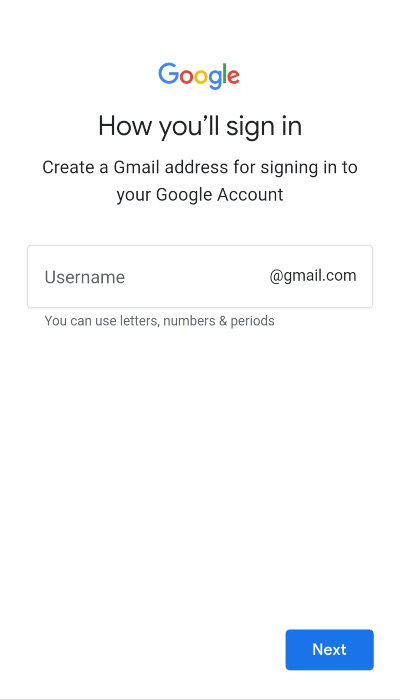 Google
How you’ll sign in
Create a Gmail address for signing in to
your Google Account
Username
@gmail.com
You can use letters, numbers & periods
Next